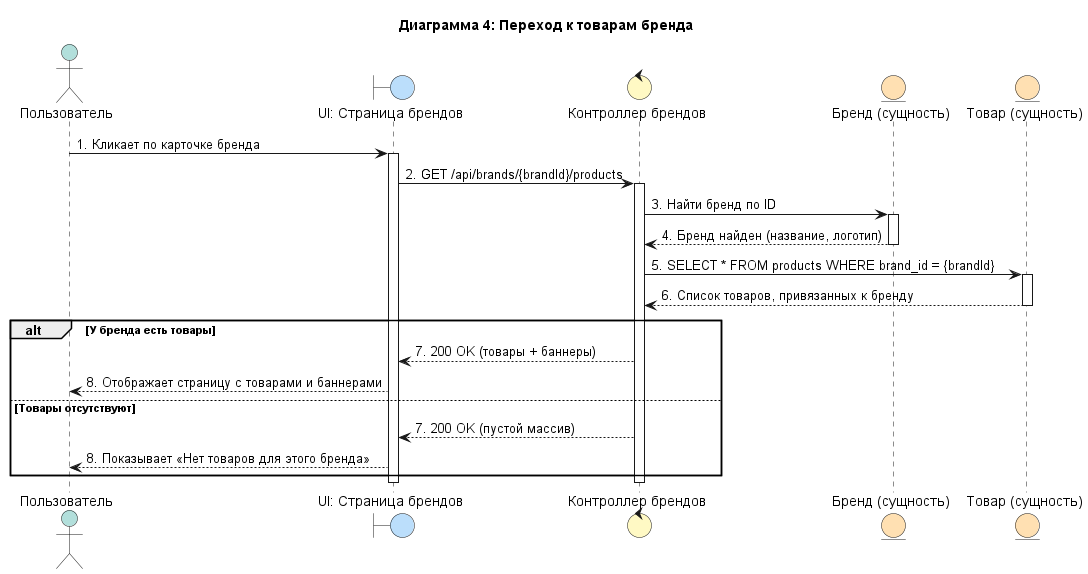 Диаграмма 4: Переход к товарам бренда
Пользователь
UI: Страница брендов
Контроллер брендов
Бренд (сущность)
Товар (сущность)
1. Кликает по карточке бренда
2. GET /api/brands/{brandId}/products
3. Найти бренд по ID
4. Бренд найден (название, логотип)
5. SELECT * FROM products WHERE brand_id = {brandId}
6. Список товаров, привязанных к бренду
alt
[У бренда есть товары]
7. 200 OK (товары + баннеры)
8. Отображает страницу с товарами и баннерами
[Товары отсутствуют]
7. 200 OK (пустой массив)
8. Показывает «Нет товаров для этого бренда»
Пользователь
UI: Страница брендов
Контроллер брендов
Бренд (сущность)
Товар (сущность)